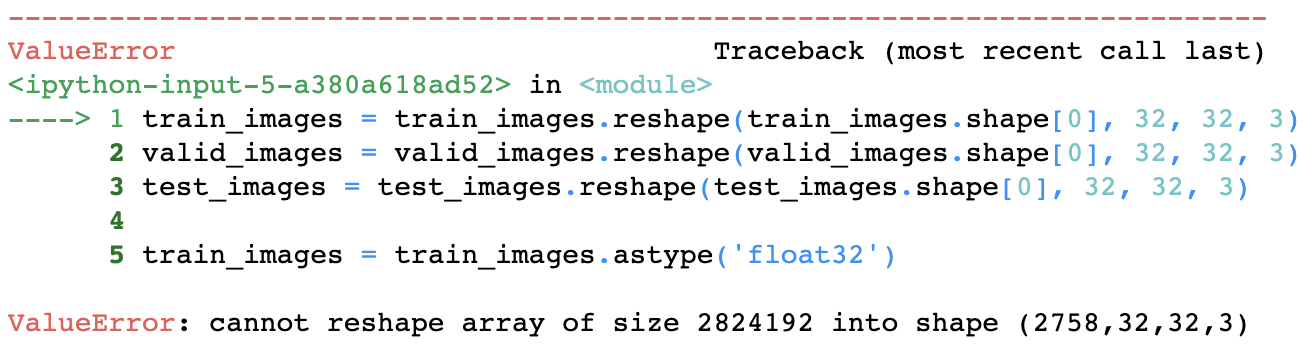 ---------------------------------------------------------------------------
ValueError                                Traceback (most recent call last)
<ipython-input-5-a380a618ad52> in <module>
----> 1 train_images = train_images.reshape(train_images.shape[0], 32, 32, 3)
      2 valid_images = valid_images.reshape(valid_images.shape[0], 32, 32, 3)
      3 test_images = test_images.reshape(test_images.shape[0], 32, 32, 3)
      4
      5 train_images = train_images.astype('float32')
ValueError: cannot reshape array of size 2824192 into shape (2758,32,32,3)